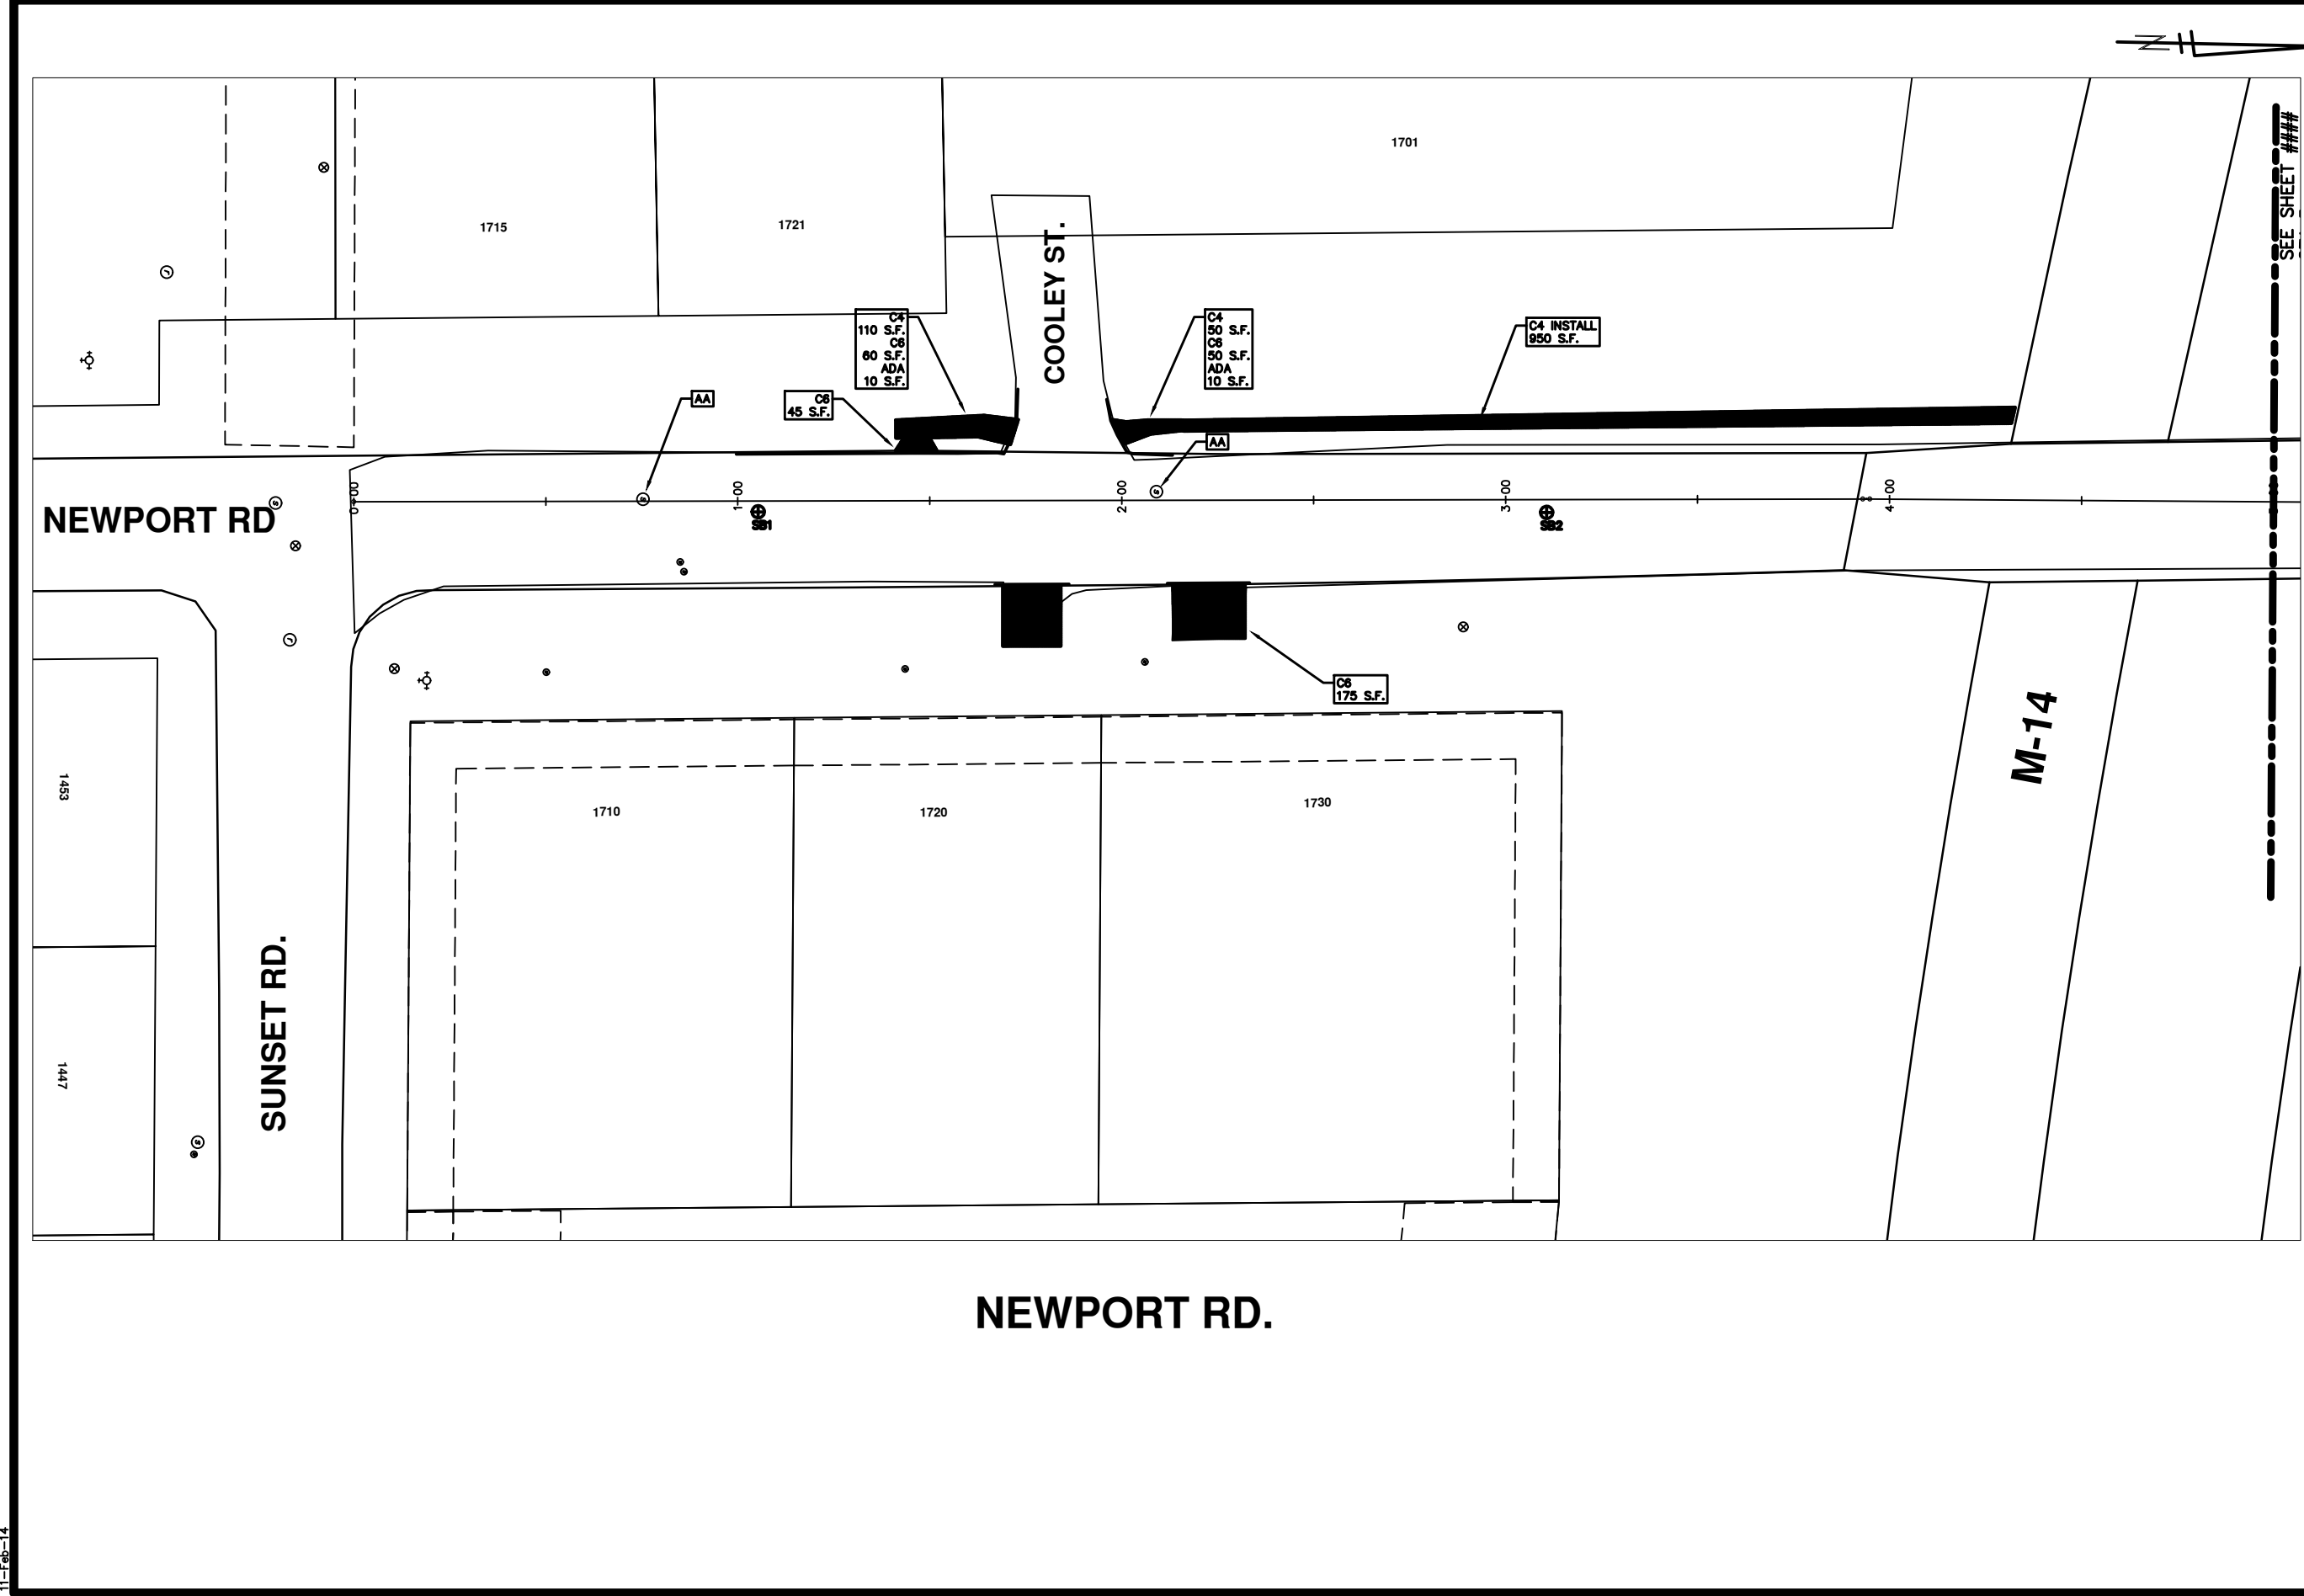 N
SEE SHEET ####
1701
1715
1721
COOLEY ST.
C4
110 S.F.
C6
60 S.F.
ADA
10 S.F.
C4
50 S.F.
C6
50 S.F.
ADA
10 S.F.
C4 INSTALL
950 S.F.
AA
C6
45 S.F.
AA
NEWPORT RD
0+00
1+00
2+00
3+00
4+00
SB1
SB2
C6
175 S.F.
M-14
1453
1710
1720
1730
SUNSET RD.
1447
NEWPORT RD.
11-Feb-14